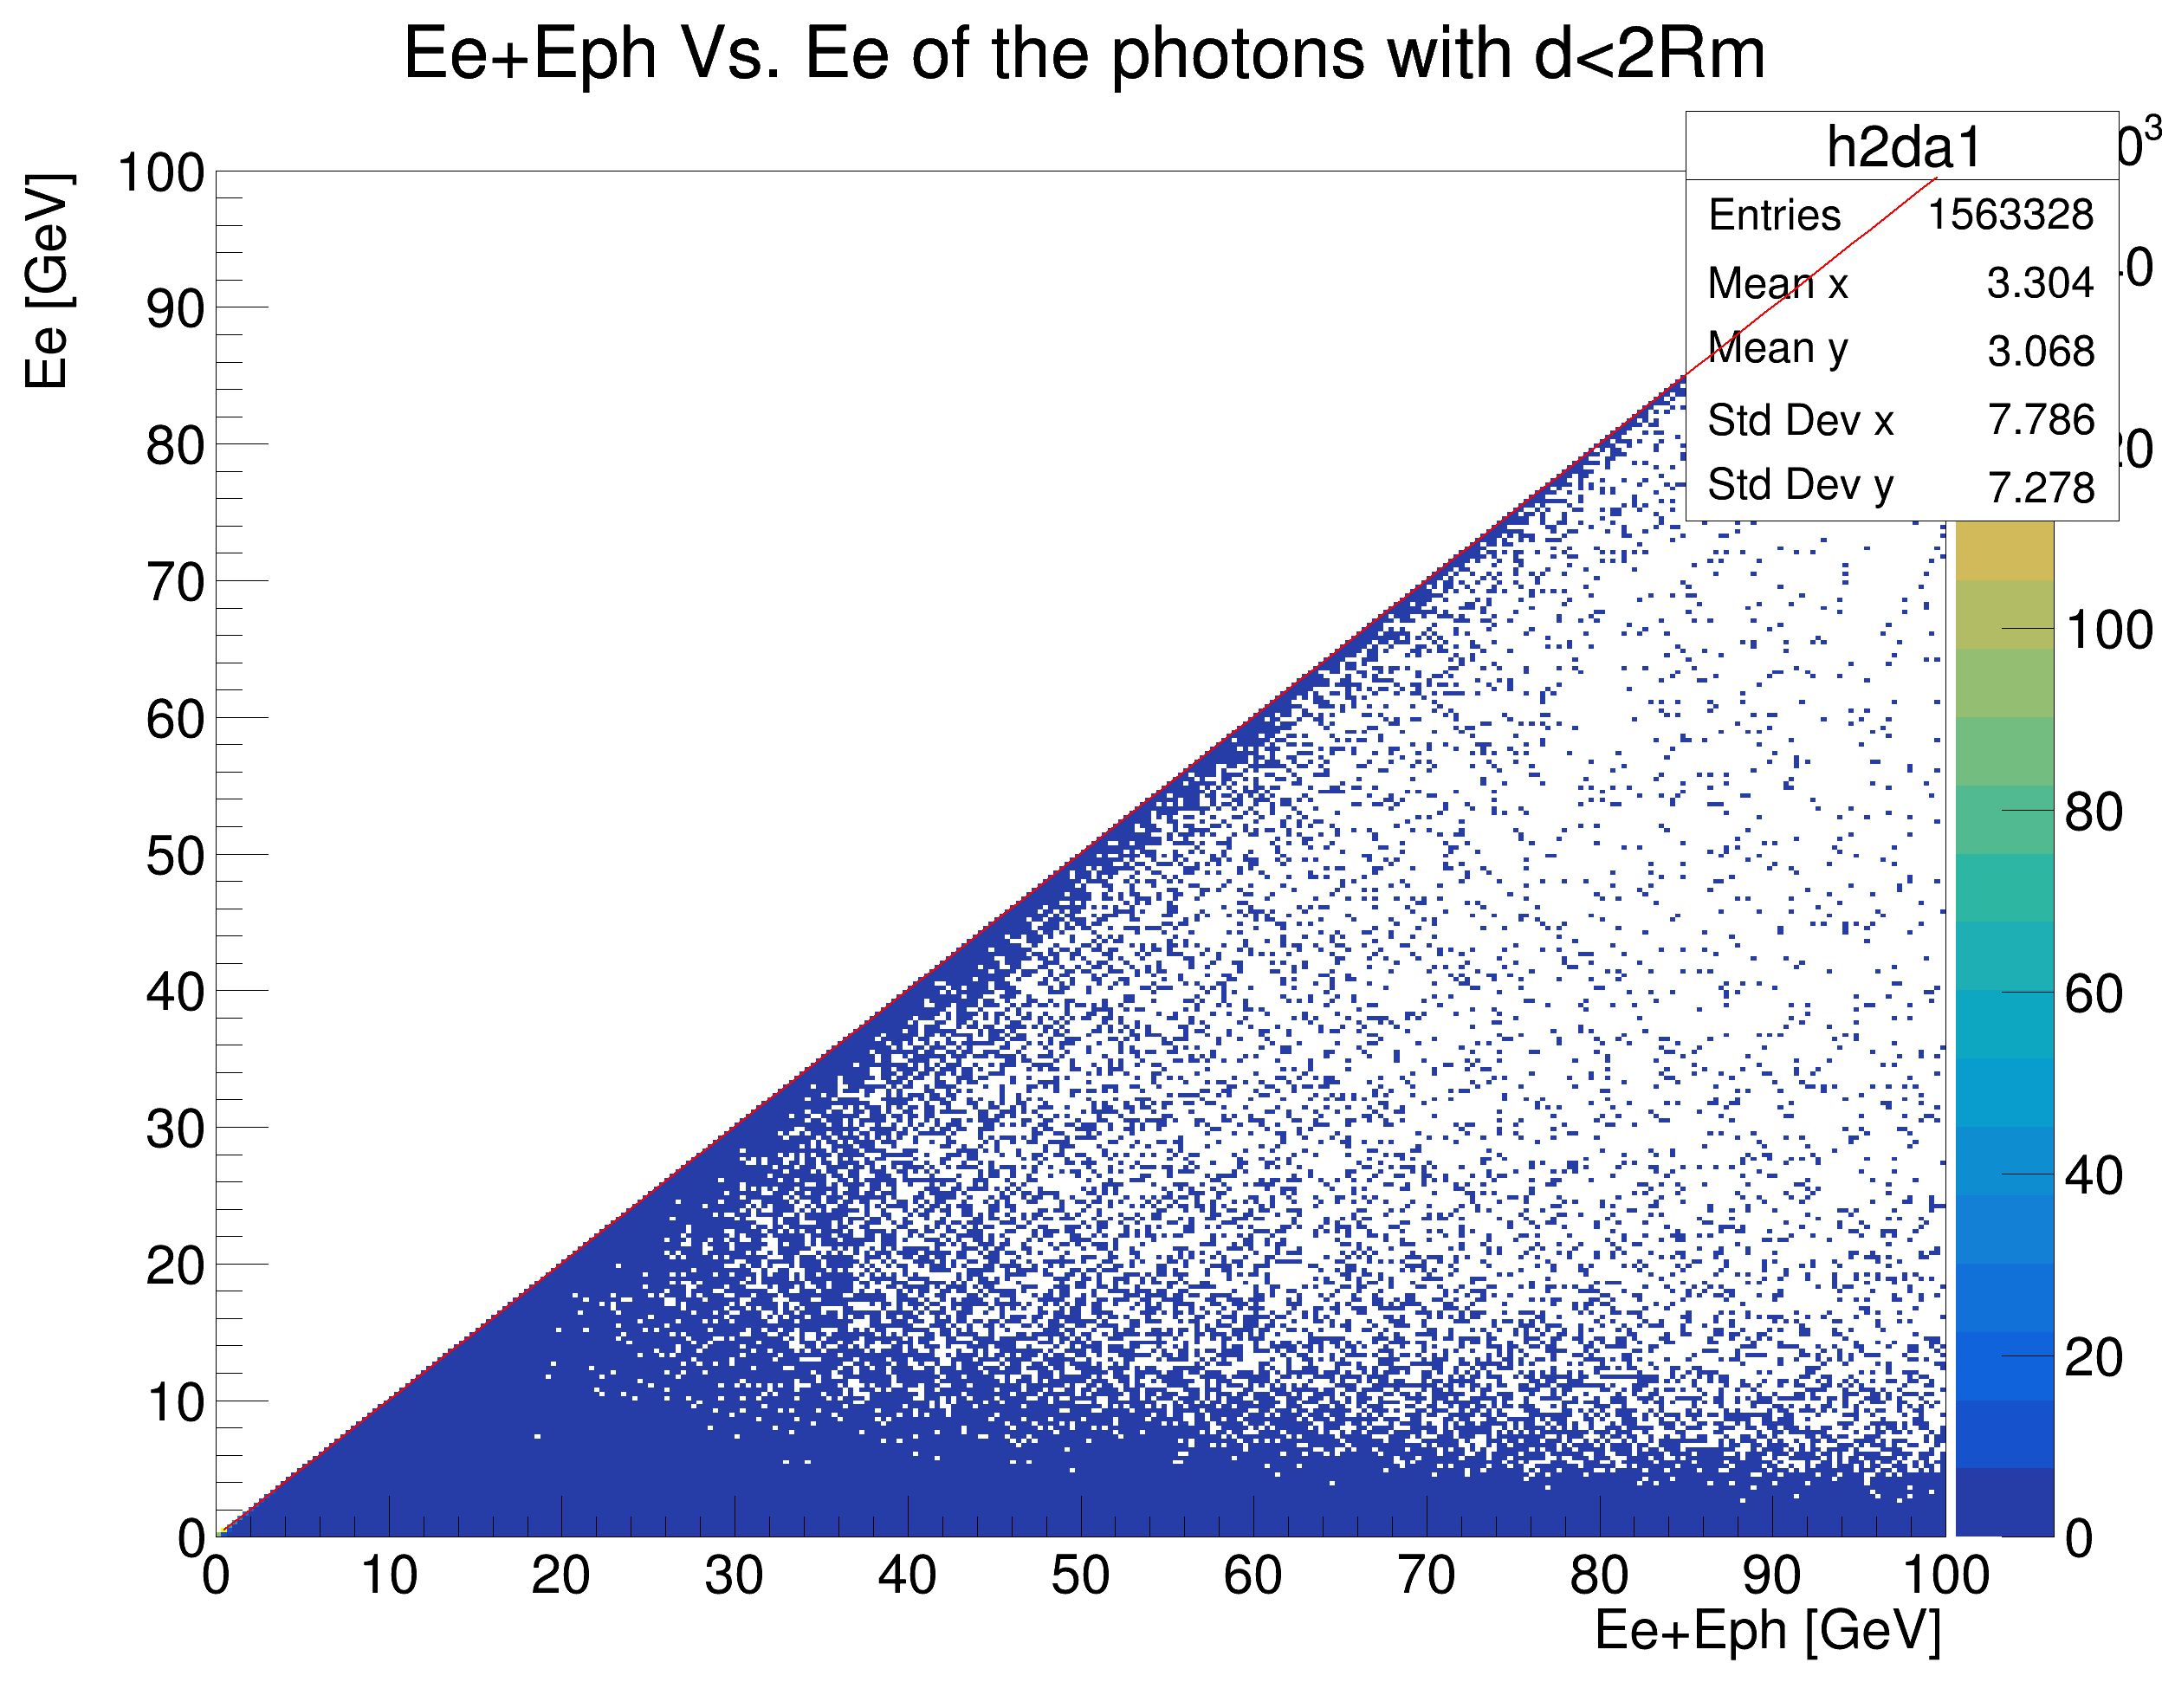 Ee+Eph Vs. Ee of the photons with d<2Rm
h2da1
Entries 1563328
Mean x 3.304
Mean y 3.068
Std Dev x 7.786
Std Dev y 7.278
Ee [GeV]
100
90
80
70
60
50
40
30
20
10
0
0 10 20 30 40 50 60 70 80 90 100
Ee+Eph [GeV]
100
80
60
40
20
0